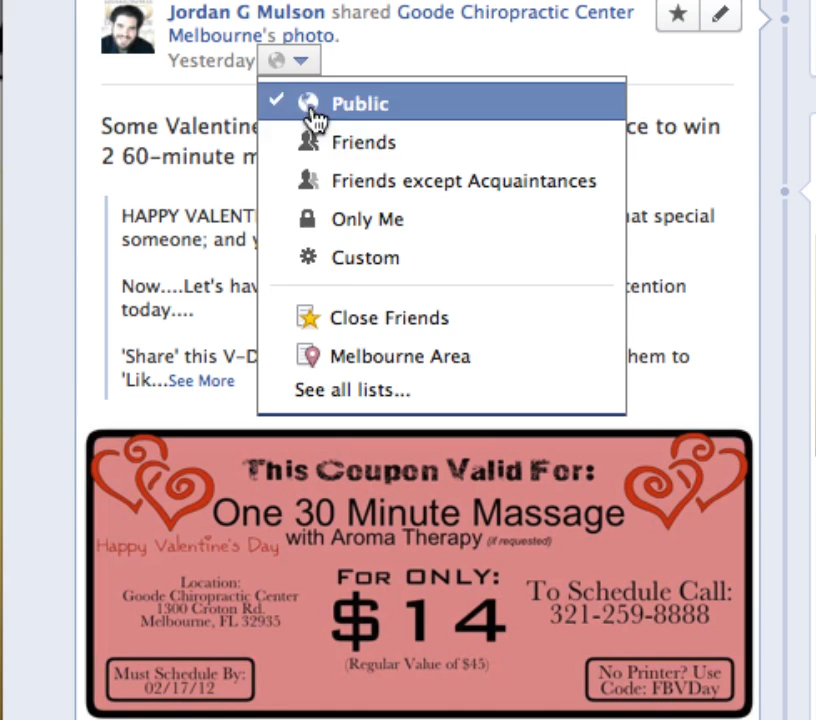 Jordan G Mulson shared Goode Chiropractic Center
Melbourne's photo.
Yesterday
Public
Some Valentine ce to win
Friends
2 60-minute m
Friends except Acquaintances
HAPPY VALENT at special
Only Me
someone; and
Custom
Now....Let's hav tention
today....
Close Friends
'Share' this V-D hem to
Melbourne Area
'Lik...See More
See all lists...
This Coupon Valid For:
One 30 Minute Massage
with Aroma Therapy (if requested)
Happy Valentine's Day
For Only:
$14
(Regular Value of $45)
Location:
Goode Chiropractic Center
1300 Croton Rd.
Melbourne, FL 32935
To Schedule Call:
321-259-8888
Must Schedule By:
02/17/12
No Printer? Use
Code: FBVDay